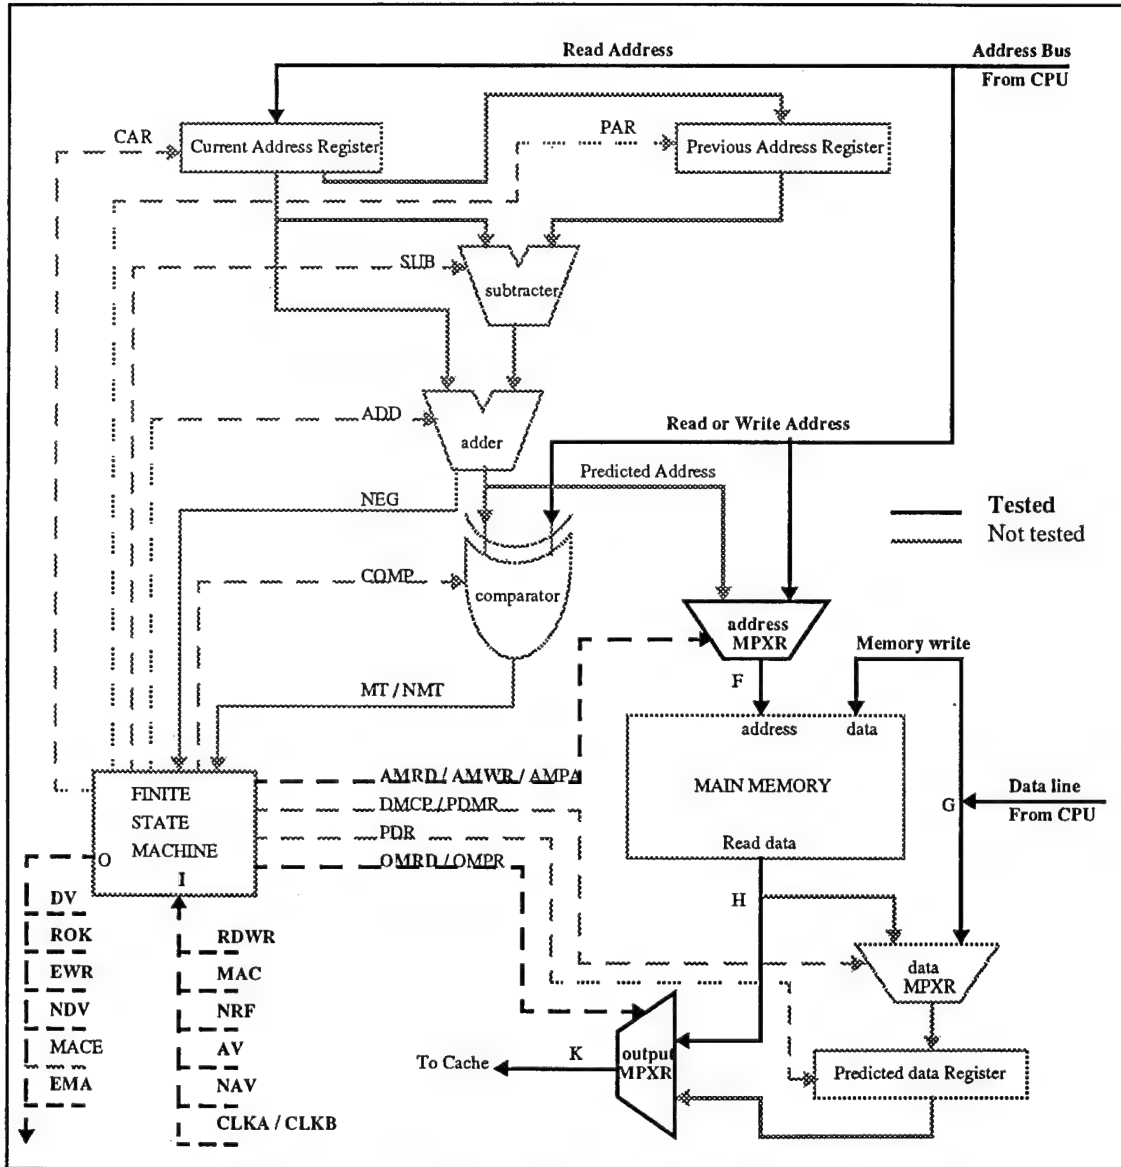 Read Address
Address Bus
From CPU
CAR
Current Address Register
PAR
Previous Address Register
SUB
subtracter
ADD
adder
Read or Write Address
Predicted Address
NEG
Tested
Not tested
COMP
comparator
address
MPXR
Memory write
MT / NMT
F
address
data
MAIN MEMORY
Read data
G
Data line
From CPU
FINITE
STATE
MACHINE
O
I
AMRD / AMWR / AMPA
DMCP / PDMR
PDR
OMRD / OMPR
H
DV
ROK
EWR
NDV
MACE
EMA
RDWR
MAC
NRF
AV
NAV
CLKA / CLKB
data
MPXR
To Cache
K
output
MPXR
Predicted data Register